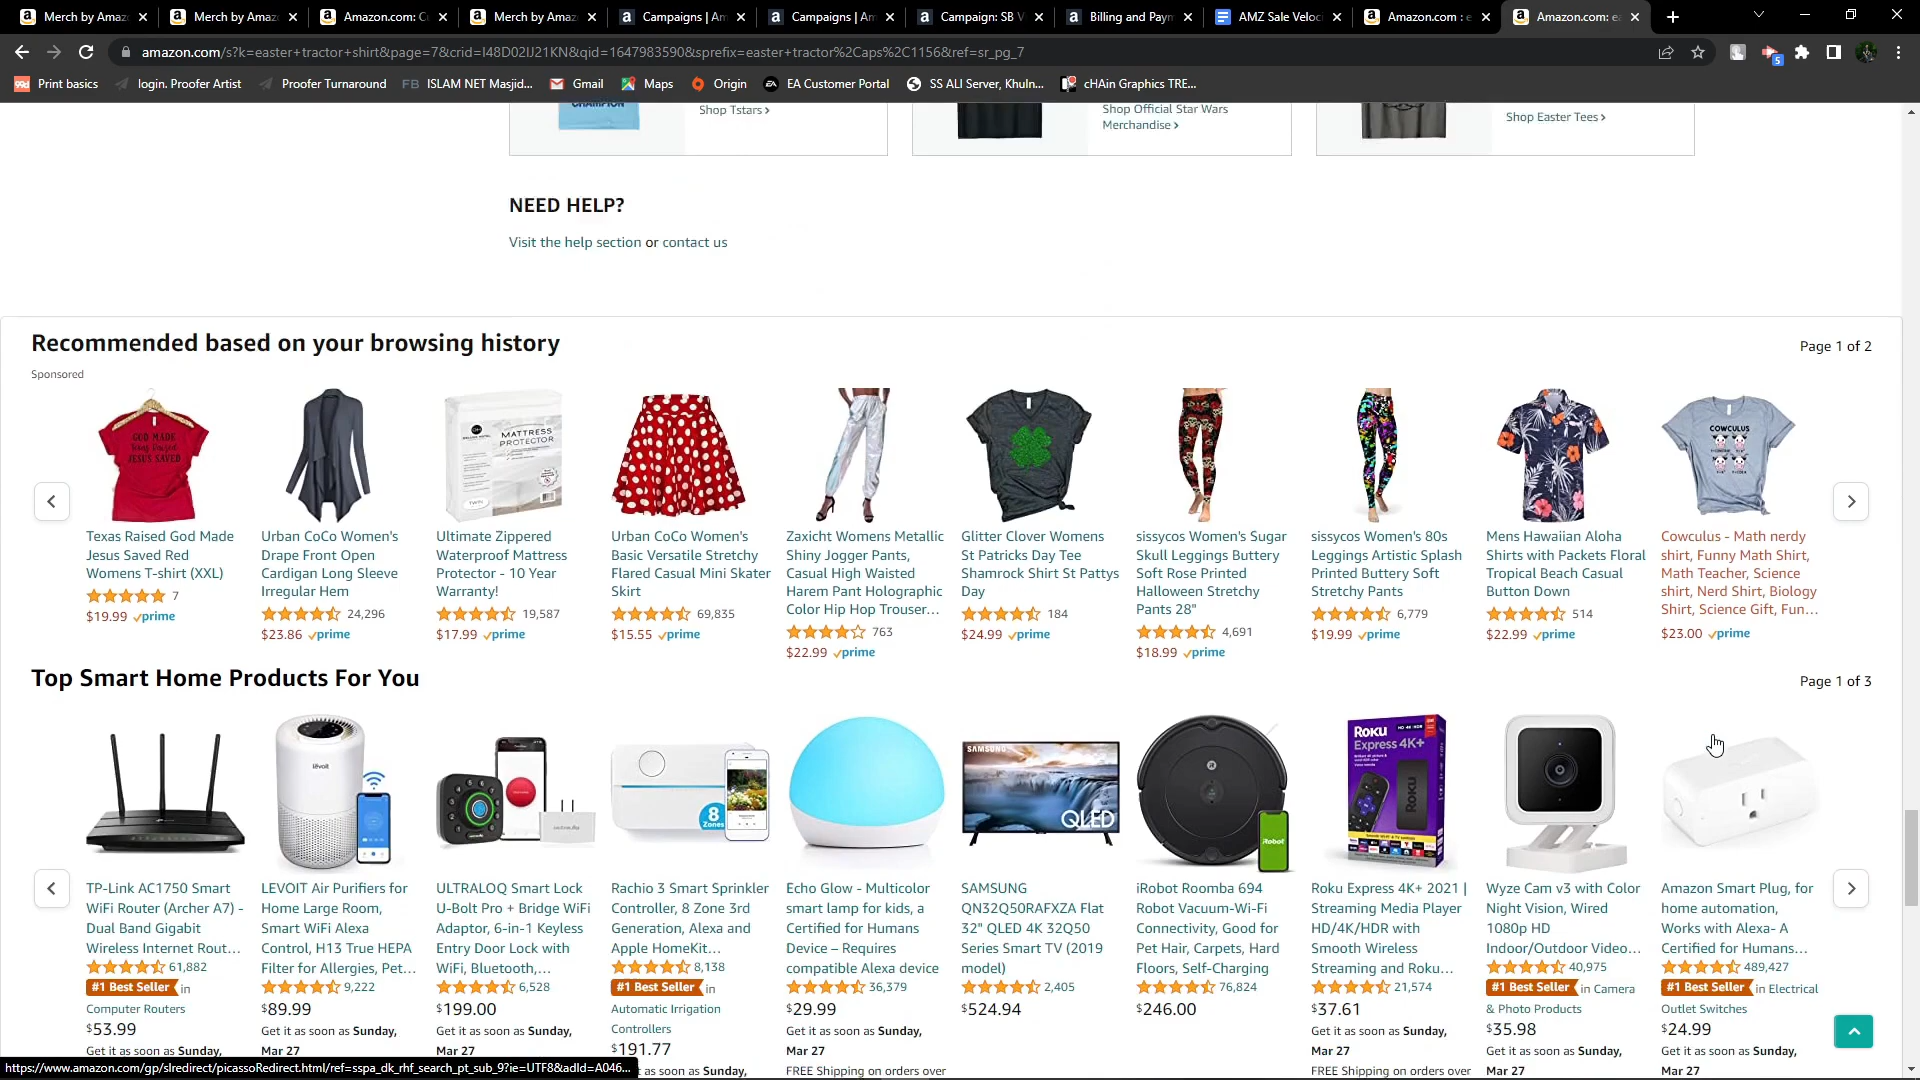 Merch by Amaz
Merch by Amaz
Amazon.com: C
Merch by Amaz
Campaigns | Am
Campaigns | Am
Campaign: SB V
Billing and Paym
AMZ Sale Veloc
Amazon.com : e
Amazon.com: ea
amazon.com/s?k=easter+tractor+shirt&page=7&crid=I48D02IJ21KN&qid=1647983590&sprefix=easter+tractor%2Caps%2C1156&ref=sr_pg_7
5
Print basics
login. Proofer Artist
Proofer Turnaround
FB ISLAM NET Masjid...
Gmail
Maps
Origin
EA Customer Portal
SS ALI Server, Khuln...
cHAin Graphics TRE...
CHAMPION
Shop Tstars ›
Shop Official Star Wars
Merchandise ›
Shop Easter Tees ›
NEED HELP?
Visit the help section or contact us
Recommended based on your browsing history
Page 1 of 2
Sponsored
GOD MADE
Texas Raised
JESUS SAVED
MATTRESS
PROTECTOR
COWCULUS
Texas Raised God Made
Jesus Saved Red
Womens T-shirt (XXL)
7
$19.99 prime
Urban CoCo Women's
Drape Front Open
Cardigan Long Sleeve
Irregular Hem
24,296
$23.86 prime
Ultimate Zippered
Waterproof Mattress
Protector - 10 Year
Warranty!
19,587
$17.99 prime
Urban CoCo Women's
Basic Versatile Stretchy
Flared Casual Mini Skater
Skirt
69,835
$15.55 prime
Zaxicht Womens Metallic
Shiny Jogger Pants,
Casual High Waisted
Harem Pant Holographic
Color Hip Hop Trouser...
763
$22.99 prime
Glitter Clover Womens
St Patricks Day Tee
Shamrock Shirt St Pattys
Day
184
$24.99 prime
sissycos Women's Sugar
Skull Leggings Buttery
Soft Rose Printed
Halloween Stretchy
Pants 28"
4,691
$18.99 prime
sissycos Women's 80s
Leggings Artistic Splash
Printed Buttery Soft
Stretchy Pants
6,779
$19.99 prime
Mens Hawaiian Aloha
Shirts with Packets Floral
Tropical Beach Casual
Button Down
514
$22.99 prime
Cowculus - Math nerdy
shirt, Funny Math Shirt,
Math Teacher, Science
shirt, Nerd Shirt, Biology
Shirt, Science Gift, Fun...
$23.00 prime
Top Smart Home Products For You
Page 1 of 3
levoit
8
Zones
SAMSUNG
QLED
iRobot
Roku
Express 4K+
Roku
TP-Link AC1750 Smart
WiFi Router (Archer A7) -
Dual Band Gigabit
Wireless Internet Rout...
61,882
#1 Best Seller in
Computer Routers
$53.99
Get it as soon as Sunday,
LEVOIT Air Purifiers for
Home Large Room,
Smart WiFi Alexa
Control, H13 True HEPA
Filter for Allergies, Pet...
9,222
$89.99
Get it as soon as Sunday,
Mar 27
ULTRALOQ Smart Lock
U-Bolt Pro + Bridge WiFi
Adaptor, 6-in-1 Keyless
Entry Door Lock with
WiFi, Bluetooth,...
6,528
$199.00
Get it as soon as Sunday,
Mar 27
Rachio 3 Smart Sprinkler
Controller, 8 Zone 3rd
Generation, Alexa and
Apple HomeKit...
8,138
#1 Best Seller in
Automatic Irrigation
Controllers
$191.77
as soon as Sunday,
Echo Glow - Multicolor
smart lamp for kids, a
Certified for Humans
Device – Requires
compatible Alexa device
36,379
$29.99
Get it as soon as Sunday,
Mar 27
FREE Shipping on orders over
SAMSUNG
QN32Q50RAFXZA Flat
32" QLED 4K 32Q50
Series Smart TV (2019
model)
2,405
$524.94
iRobot Roomba 694
Robot Vacuum-Wi-Fi
Connectivity, Good for
Pet Hair, Carpets, Hard
Floors, Self-Charging
76,824
$246.00
Roku Express 4K+ 2021 |
Streaming Media Player
HD/4K/HDR with
Smooth Wireless
Streaming and Roku...
21,574
$37.61
Get it as soon as Sunday,
Mar 27
FREE Shipping on orders over
Wyze Cam v3 with Color
Night Vision, Wired
1080p HD
Indoor/Outdoor Video...
40,975
#1 Best Seller in Camera
& Photo Products
$35.98
Get it as soon as Sunday,
Mar 27
Amazon Smart Plug, for
home automation,
Works with Alexa- A
Certified for Humans...
489,427
#1 Best Seller in Electrical
Outlet Switches
$24.99
Get it as soon as Sunday,
Mar 27
https://www.amazon.com/gp/slredirect/picassoRedirect.html/ref=sspa_dk_rhf_search_pt_sub_9?ie=UTF8&adId=A046...